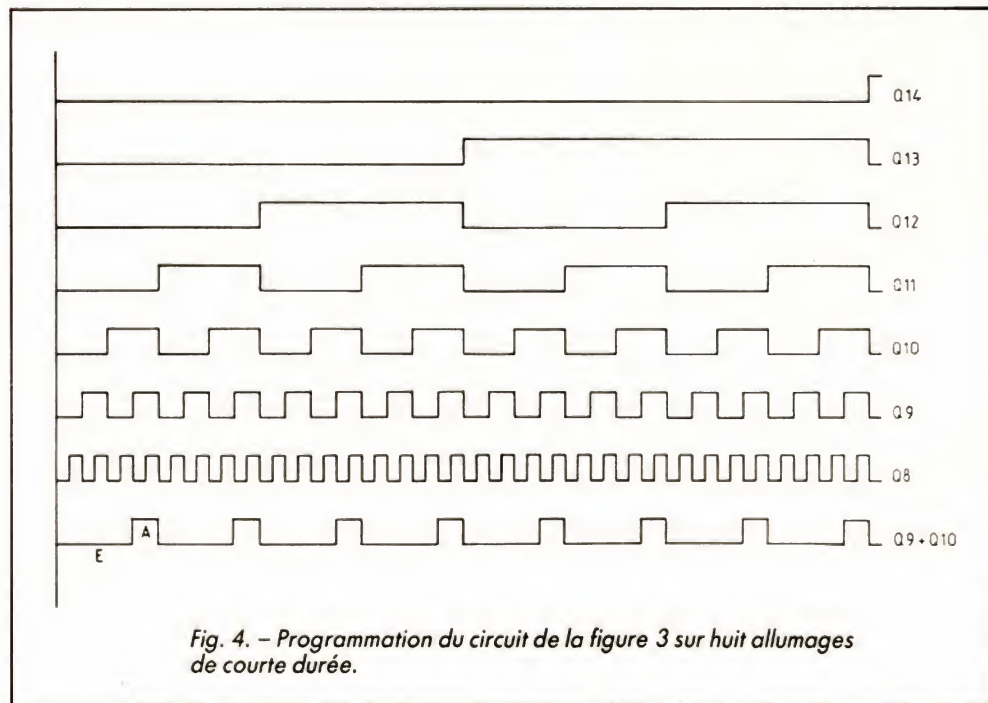 Q14
Q13
Q12
Q11
Q10
Q9
Q8
A
E
Q9+Q10
Fig. 4. – Programmation du circuit de la figure 3 sur huit allumages
de courte durée.